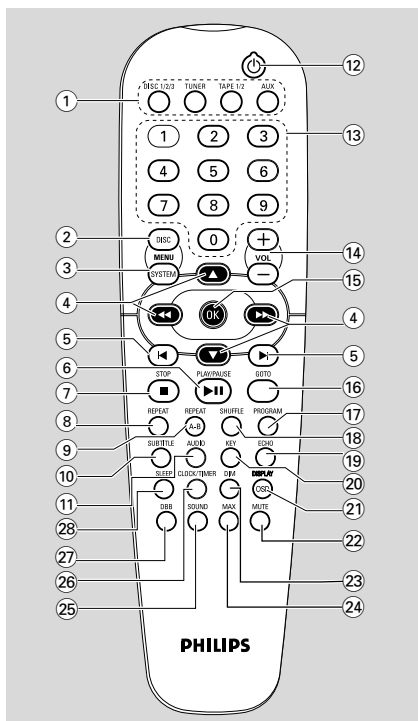 12
DISC 1/2/3 TUNER TAPE 1/2 AUX
1
1 2 3
13
4 5 6
7 8 9
2
DISC
0
+
14
MENU
VOL
3
SYSTEM
−
15
4
OK
4
5
5
6
STOP PLAY/PAUSE GOTO
7
16
REPEAT REPEAT SHUFFLE PROGRAM
17
8
A-B
18
9
SUBTITLE AUDIO KEY ECHO
19
10
20
SLEEP CLOCK/TIMER DIM DISPLAY
11
OSD
21
28
DBB SOUND MAX MUTE
22
27
23
26
24
25
PHILIPS